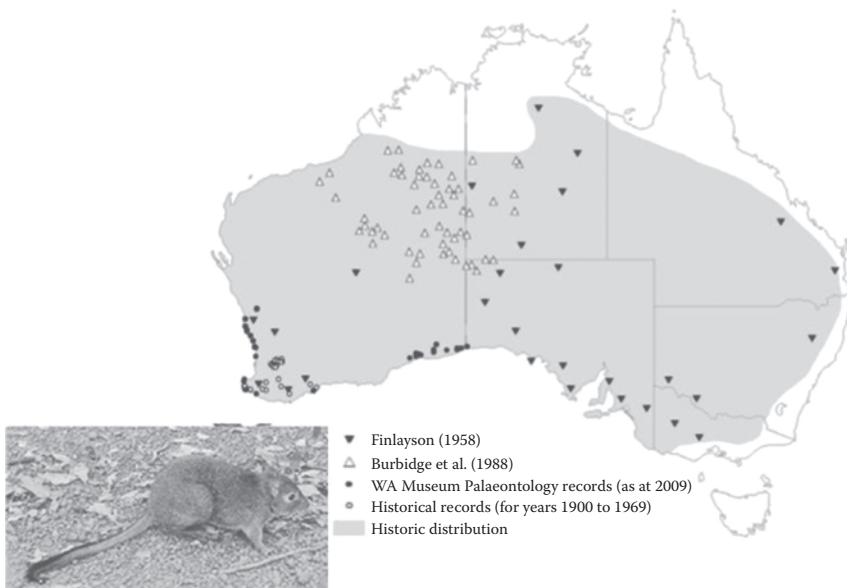 Finlayson (1958)
Burbidge et al. (1988)
WA Museum Palaeontology records (as at 2009)
Historical records (for years 1900 to 1969)
Historic distribution